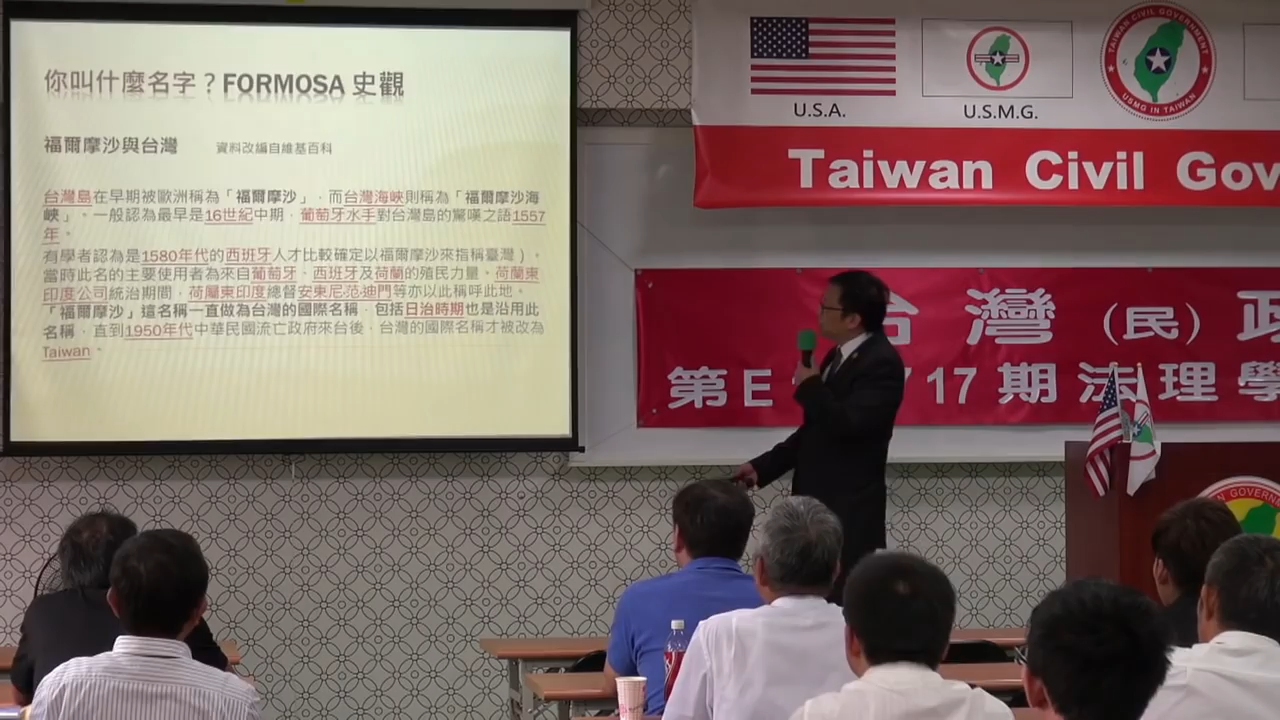 你叫什麼名字？FORMOSA 史觀
福爾摩沙與台灣 資料改編自維基百科
台灣島在早期被歐洲稱為「福爾摩沙」，而台灣海峽則稱為「福爾摩沙海
峽」。一般認為最早是16世紀中期，葡萄牙水手對台灣島的驚嘆之語1557
年。
有學者認為是1580年代的西班牙人才比較確定以福爾摩沙來指稱臺灣）。
當時此名的主要使用者為來自葡萄牙、西班牙及荷蘭的殖民力量。荷蘭東
印度公司統治期間，荷屬東印度總督安東尼·范·迪門等亦以此稱呼此地。
「福爾摩沙」這名稱一直做為台灣的國際名稱，包括日治時期也是沿用此
名稱，直到1950年代中華民國流亡政府來台後，台灣的國際名稱才被改為
Taiwan。
U.S.A.
U.S.M.G.
TAIWAN CIVIL GOVERNMENT
USMG IN TAIWAN
Taiwan Civil Gov
台灣（民）政
第E 17期法理學
GOVERN